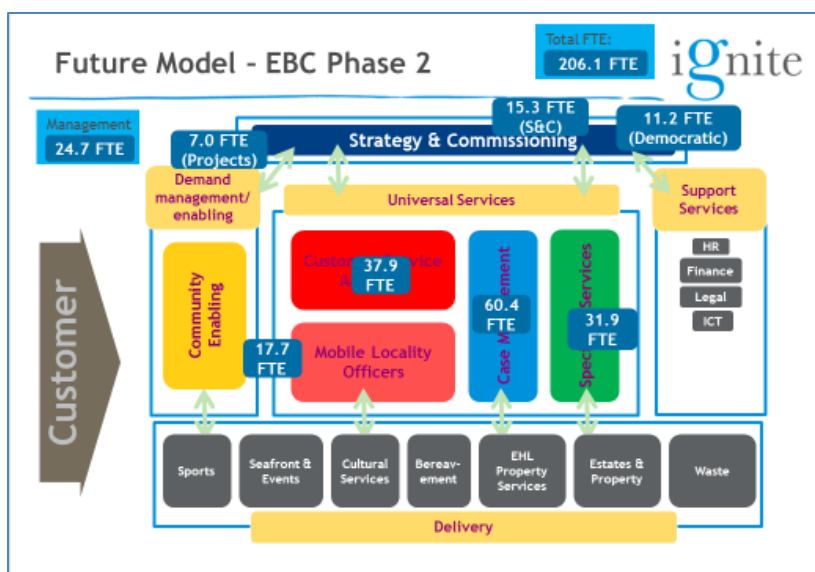 Future Model - EBC Phase 2
Total FTE:
206.1 FTE
ignite
Management
24.7 FTE
7.0 FTE
(Projects)
15.3 FTE
(S&C)
11.2 FTE
(Democratic)
Strategy & Commissioning
Demand
management/
enabling
Universal Services
Support
Services
Customer
Community
Enabling
17.7
FTE
37.9
FTE
Mobile Locality
Officers
Case
60.4
FTE
31.9
FTE
HR
Finance
Legal
ICT
Sports
Seafront &
Events
Cultural
Services
Bereav-
ement
EHL
Property
Services
Estates &
Property
Waste
Delivery